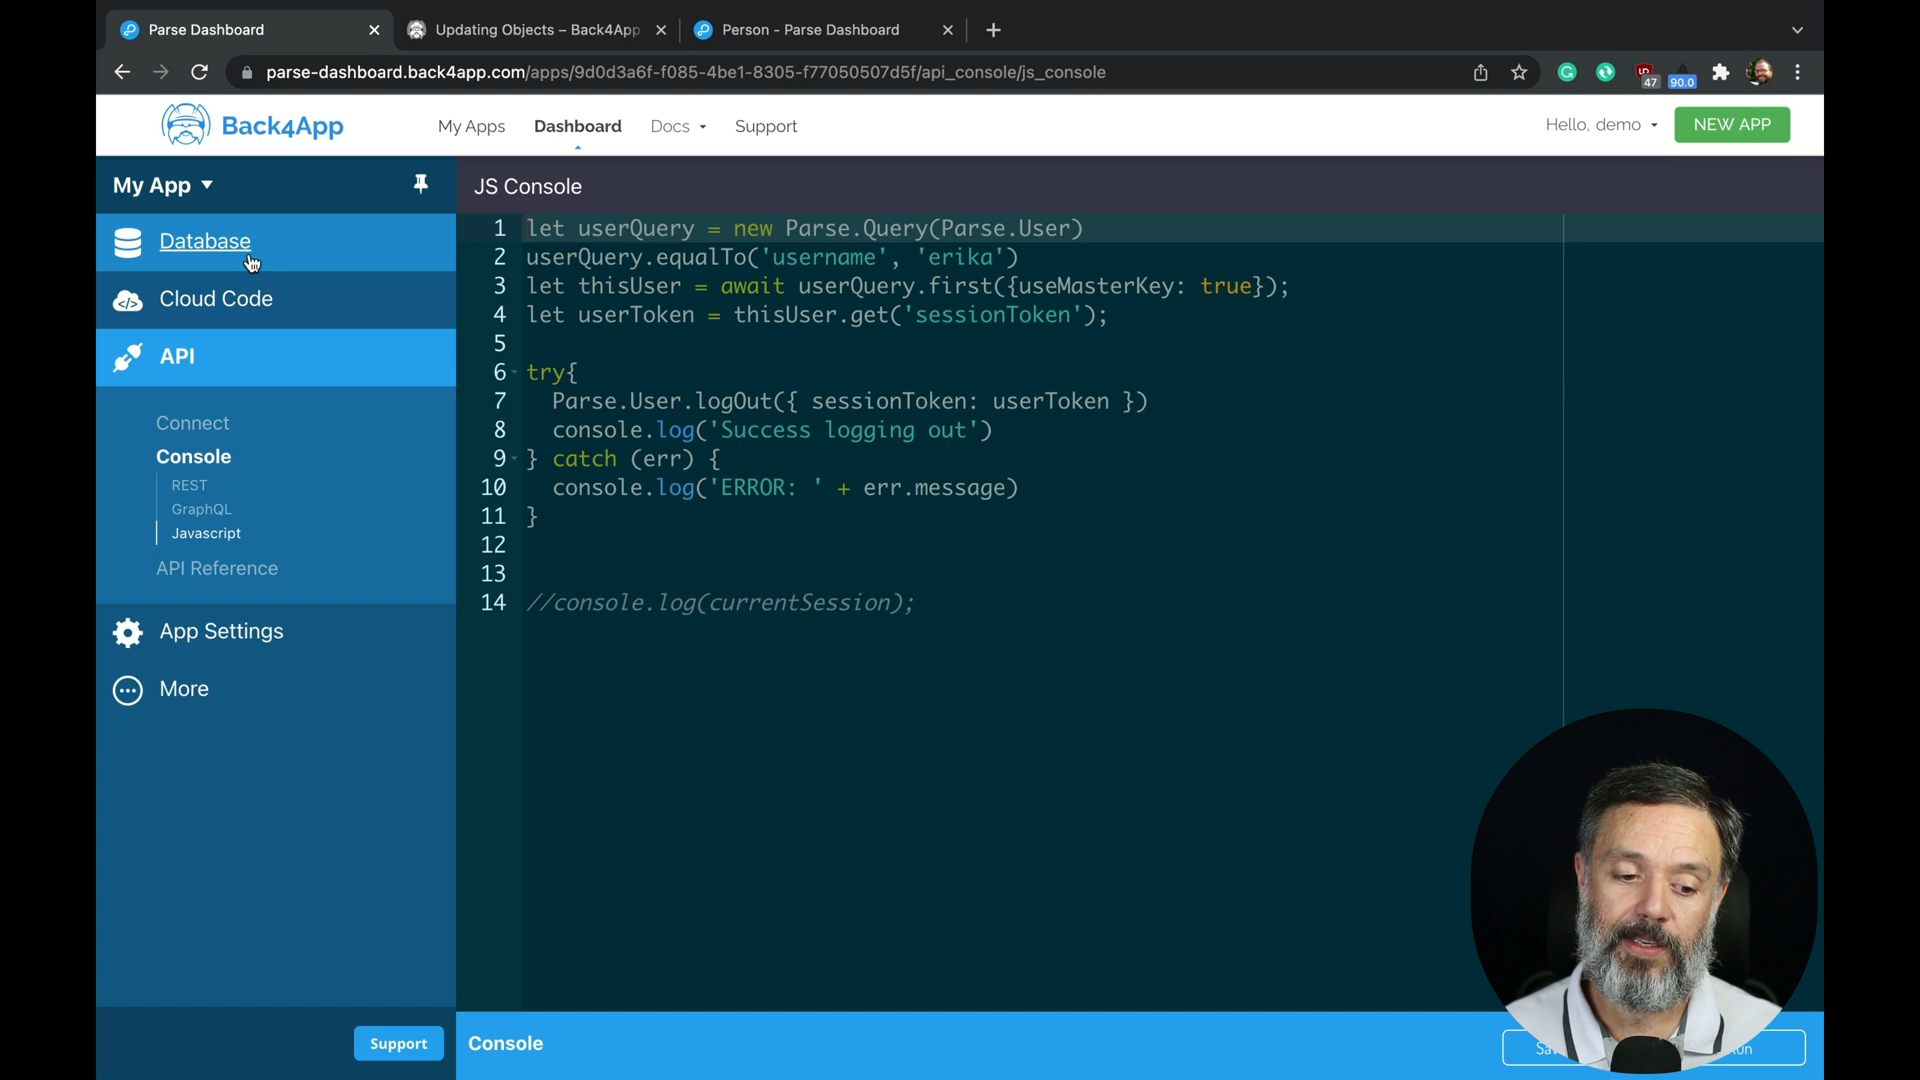 Parse Dashboard
Updating Objects – Back4App
Person - Parse Dashboard
parse-dashboard.back4app.com/apps/9d0d3a6f-f085-4be1-8305-f77050507d5f/api_console/js_console
47
90.0
Back4App
My Apps
Dashboard
Docs
Support
Hello, demo
NEW APP
My App
Database
Cloud Code
API
Connect
Console
REST
GraphQL
Javascript
API Reference
App Settings
More
Support
JS Console
1 let userQuery = new Parse.Query(Parse.User)
2 userQuery.equalTo('username', 'erika')
3 let thisUser = await userQuery.first({useMasterKey: true});
4 let userToken = thisUser.get('sessionToken');
5
6 try{
7 Parse.User.logOut({ sessionToken: userToken })
8 console.log('Success logging out')
9 } catch (err) {
10 console.log('ERROR: ' + err.message)
11 }
12
13
14 //console.log(currentSession);
Console